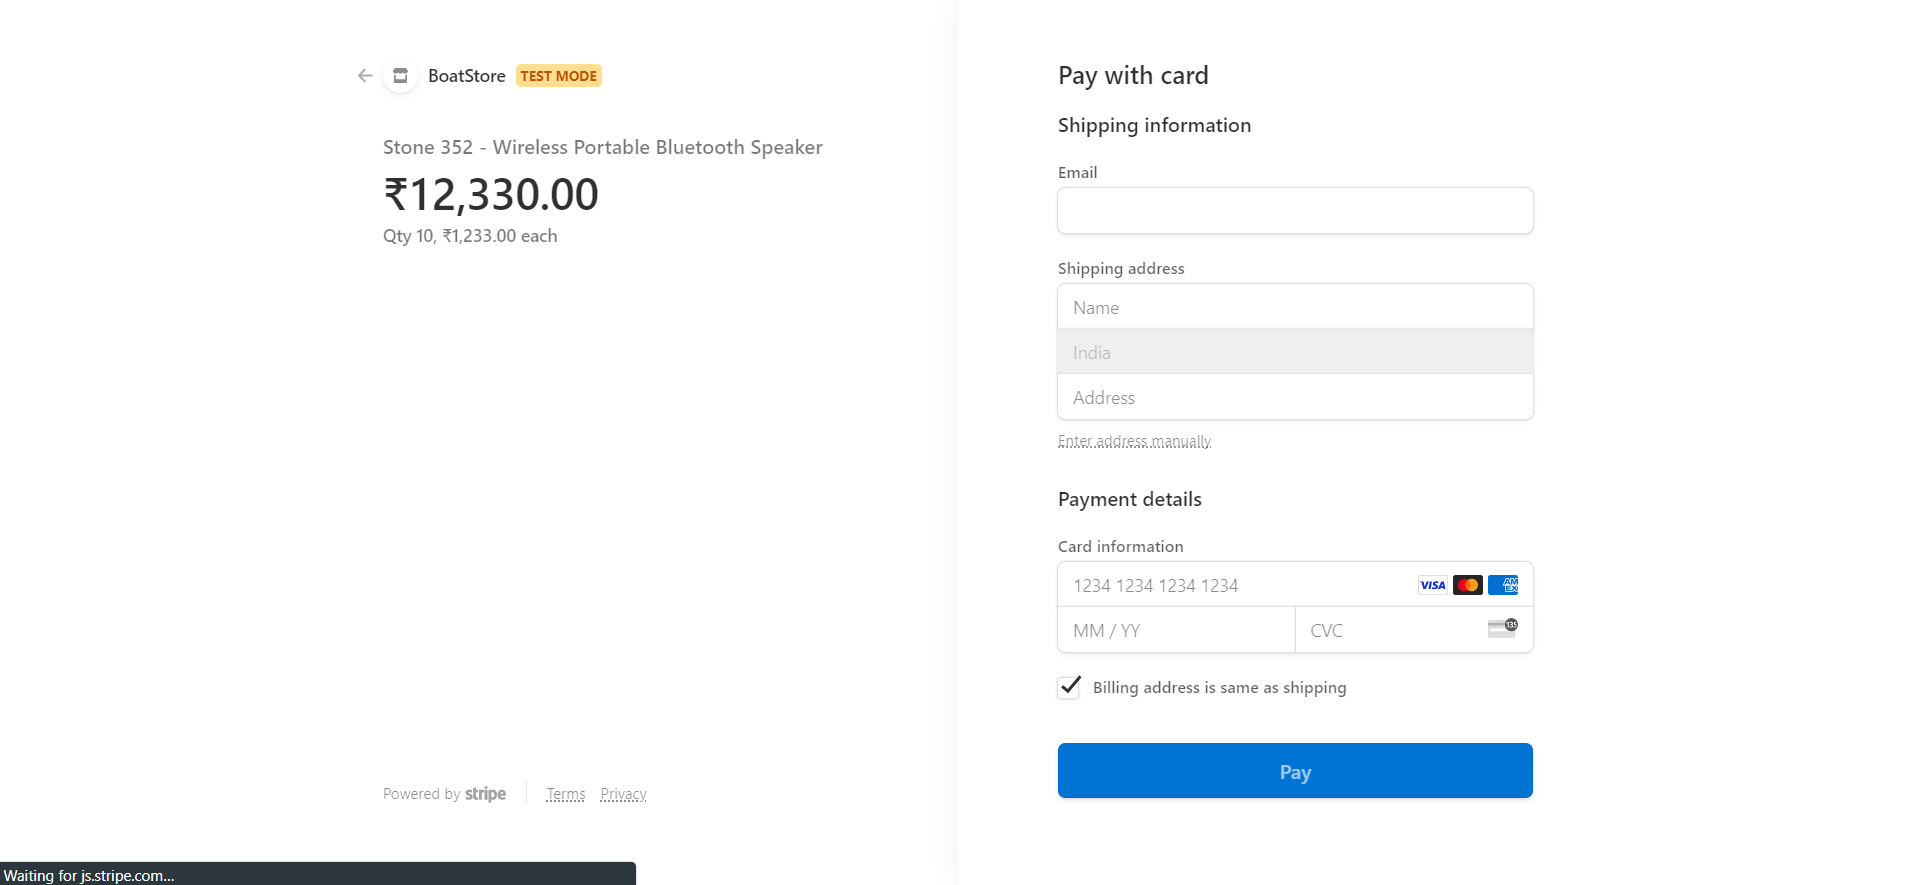 BoatStore TEST MODE
Stone 352 - Wireless Portable Bluetooth Speaker
₹12,330.00
Qty 10, ₹1,233.00 each
Powered by stripe Terms Privacy
Pay with card
Shipping information
Email
Shipping address
Name
India
Address
Enter address manually
Payment details
Card information
1234 1234 1234 1234 VISA AMEX
MM / YY CVC 135
Billing address is same as shipping
Pay
Waiting for js.stripe.com...